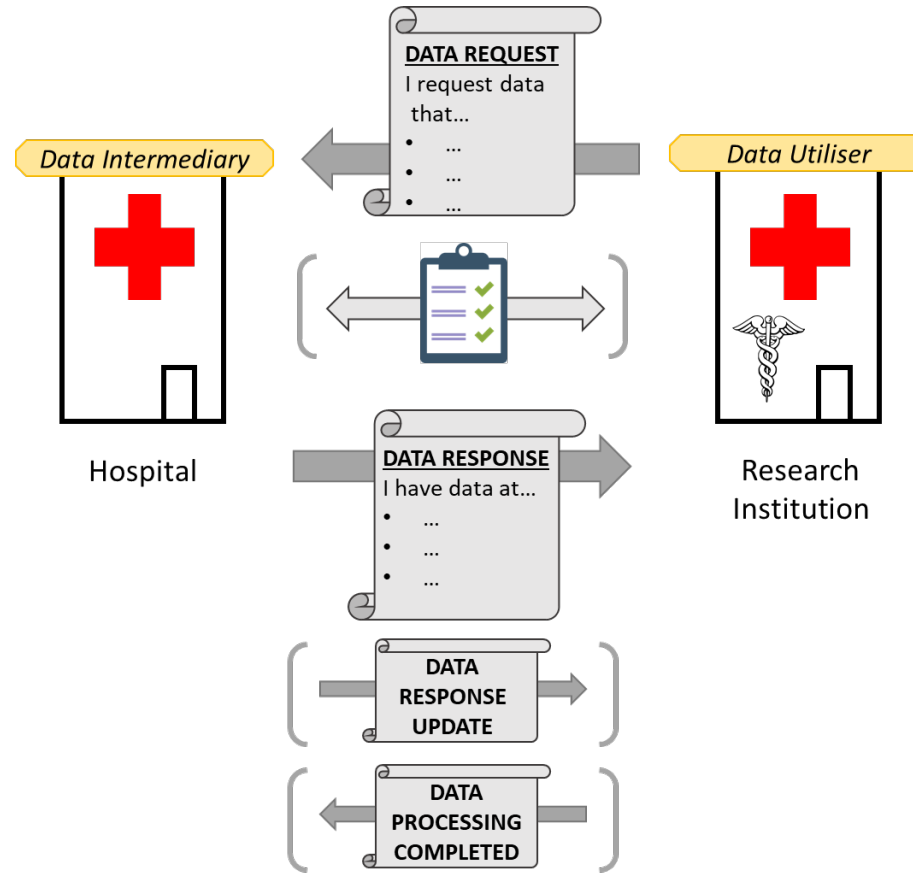 DATA REQUEST
I request data
that...
• ...
• ...
• ...
Data Intermediary
Data Utiliser
Hospital
Research
Institution
DATA RESPONSE
I have data at...
• ...
• ...
• ...
DATA
RESPONSE
UPDATE
DATA
PROCESSING
COMPLETED